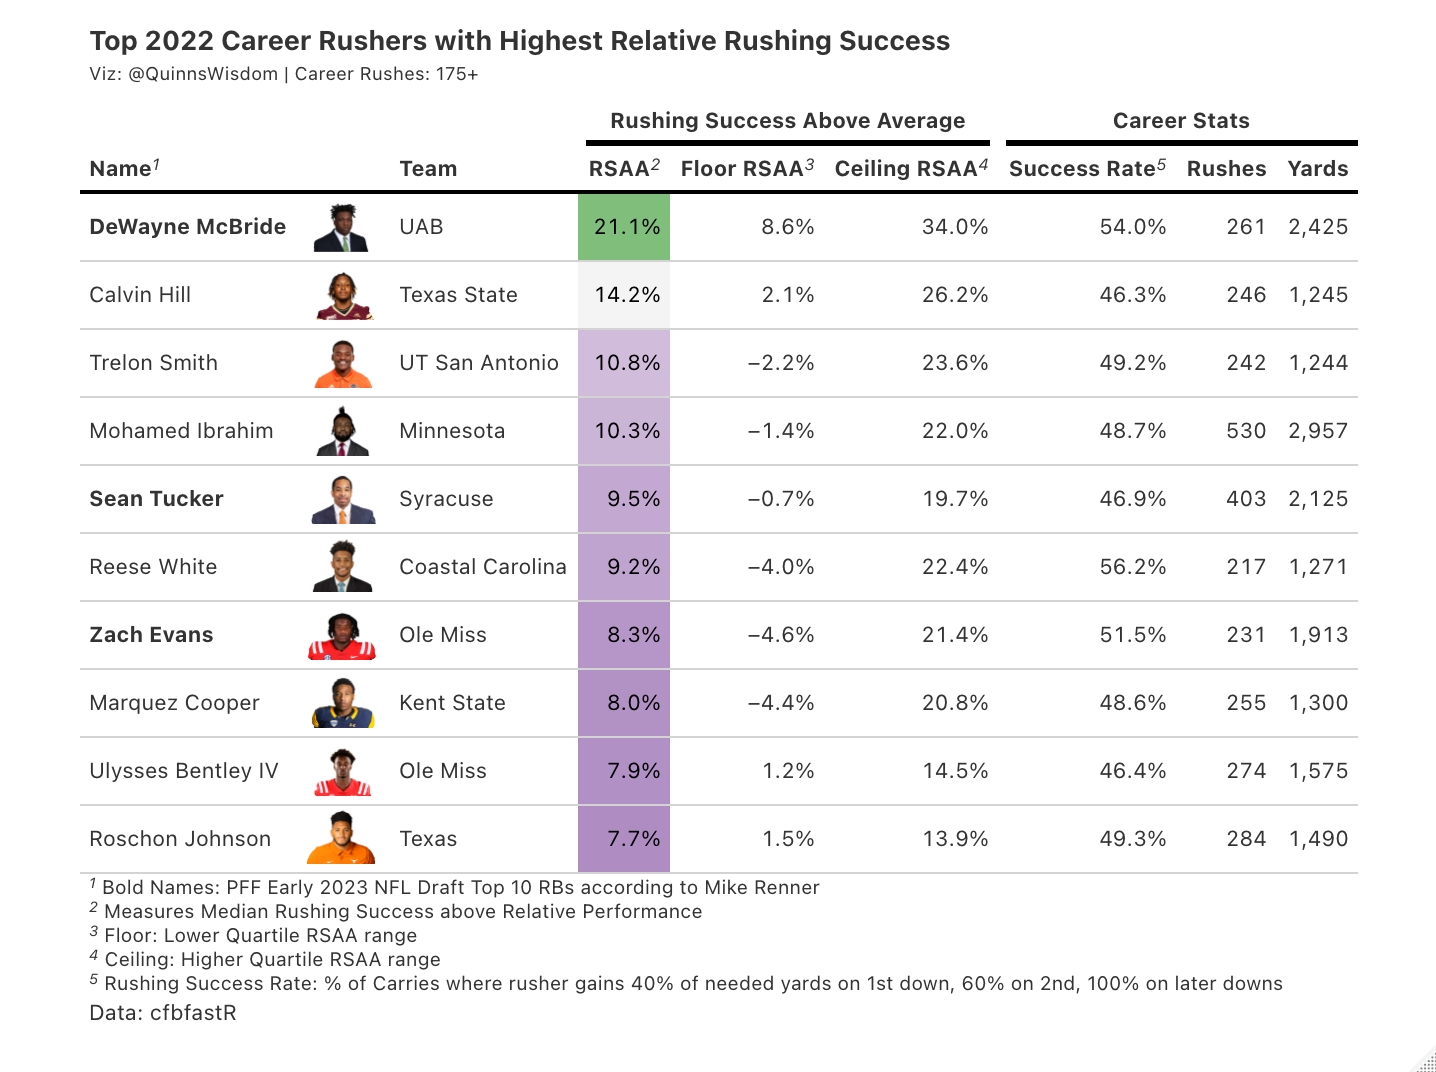 Top 2022 Career Rushers with Highest Relative Rushing Success
Viz: @QuinnsWisdom | Career Rushes: 175+
Rushing Success Above Average Career Stats
Name1 Team RSAA2 Floor RSAA3 Ceiling RSAA4 Success Rate5 Rushes Yards
DeWayne McBride UAB 21.1% 8.6% 34.0% 54.0% 261 2,425
Calvin Hill Texas State 14.2% 2.1% 26.2% 46.3% 246 1,245
Trelon Smith UT San Antonio 10.8% −2.2% 23.6% 49.2% 242 1,244
Mohamed Ibrahim Minnesota 10.3% −1.4% 22.0% 48.7% 530 2,957
Sean Tucker Syracuse 9.5% −0.7% 19.7% 46.9% 403 2,125
Reese White Coastal Carolina 9.2% −4.0% 22.4% 56.2% 217 1,271
Zach Evans Ole Miss 8.3% −4.6% 21.4% 51.5% 231 1,913
Marquez Cooper Kent State 8.0% −4.4% 20.8% 48.6% 255 1,300
Ulysses Bentley IV Ole Miss 7.9% 1.2% 14.5% 46.4% 274 1,575
Roschon Johnson Texas 7.7% 1.5% 13.9% 49.3% 284 1,490
1 Bold Names: PFF Early 2023 NFL Draft Top 10 RBs according to Mike Renner
2 Measures Median Rushing Success above Relative Performance
3 Floor: Lower Quartile RSAA range
4 Ceiling: Higher Quartile RSAA range
5 Rushing Success Rate: % of Carries where rusher gains 40% of needed yards on 1st down, 60% on 2nd, 100% on later downs
Data: cfbfastR